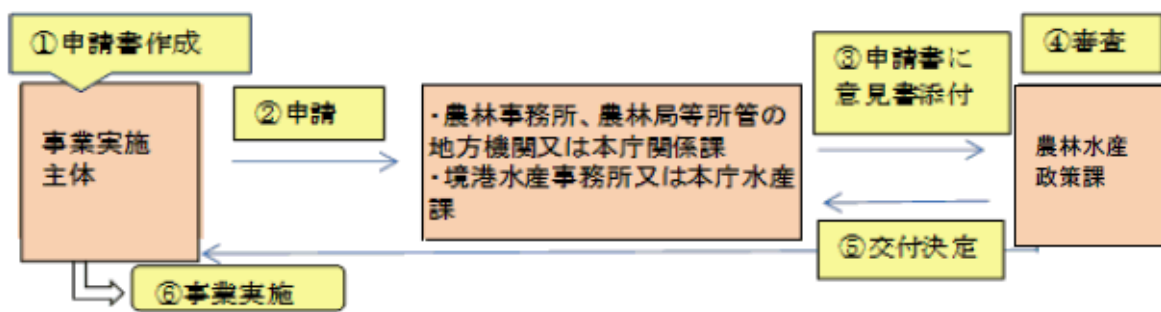 ①申請書作成
事業実施
主体
②申請
・農林事務所、農林局等所管の
地方機関又は本庁関係課
・境港水産事務所又は本庁水産
課
③申請書に
意見書添付
④審査
農林水産
政策課
⑤交付決定
⑥事業実施